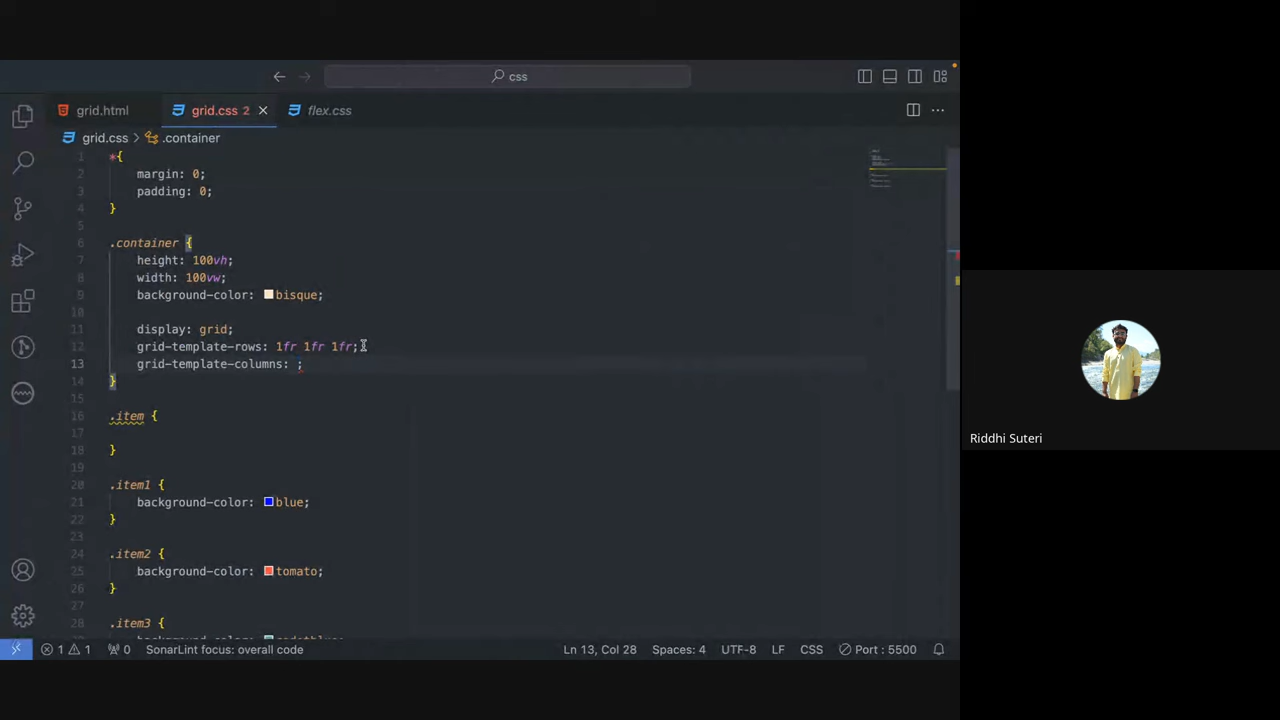 css
grid.html
grid.css 2
flex.css
grid.css > .container
1 *{
2 margin: 0;
3 padding: 0;
4 }
5
6 .container {
7 height: 100vh;
8 width: 100vw;
9 background-color: bisque;
10
11 display: grid;
12 grid-template-rows: 1fr 1fr 1fr;
13 grid-template-columns: ;
14 }
15
16 .item {
17
18 }
19
20 .item1 {
21 background-color: blue;
22 }
23
24 .item2 {
25 background-color: tomato;
26 }
27
28 .item3 {
1 1 0 SonarLint focus: overall code Ln 13, Col 28 Spaces: 4 UTF-8 LF CSS Port : 5500
Riddhi Suteri